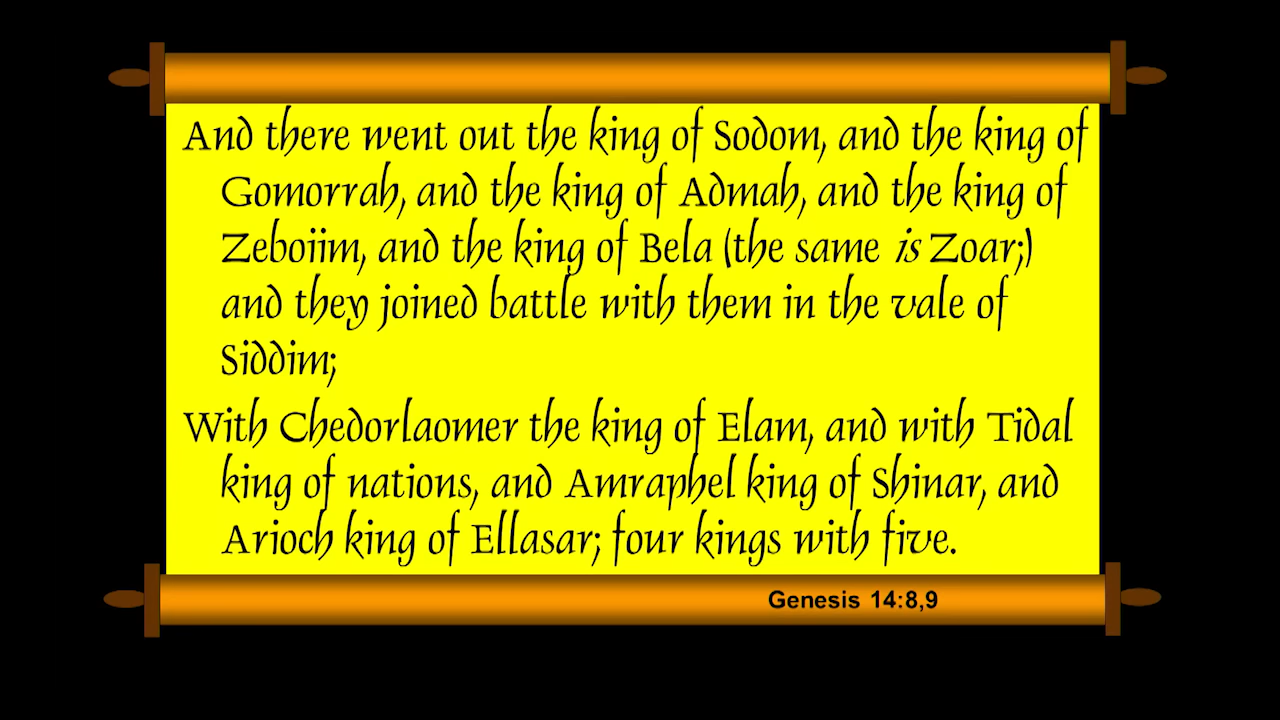 And there went out the king of Sodom, and the king of
Gomorrah, and the king of Admah, and the king of
Zeboiim, and the king of Bela (the same is Zoar;)
and they joined battle with them in the vale of
Siddim;
With Chedorlaomer the king of Elam, and with Tidal
king of nations, and Amraphel king of Shinar, and
Arioch king of Ellasar; four kings with five.
Genesis 14:8,9